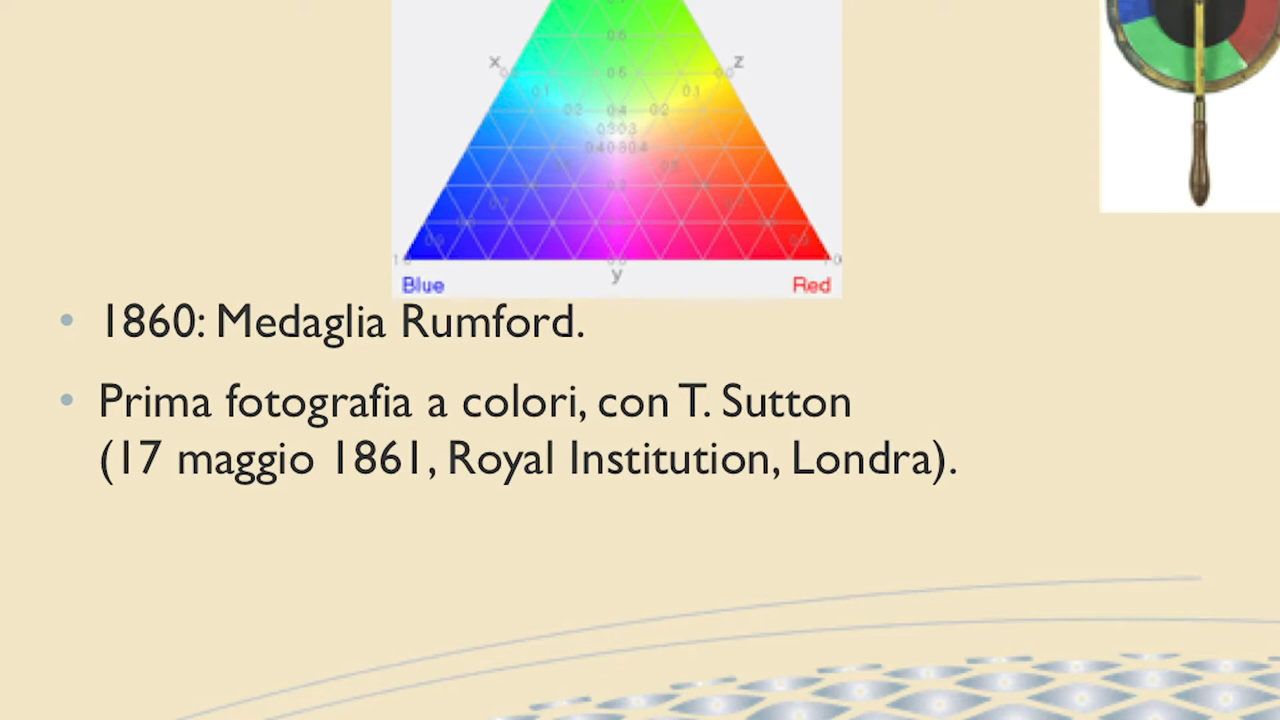 x
z
Blue
y
Red
1860: Medaglia Rumford.
Prima fotografia a colori, con T. Sutton
(17 maggio 1861, Royal Institution, Londra).